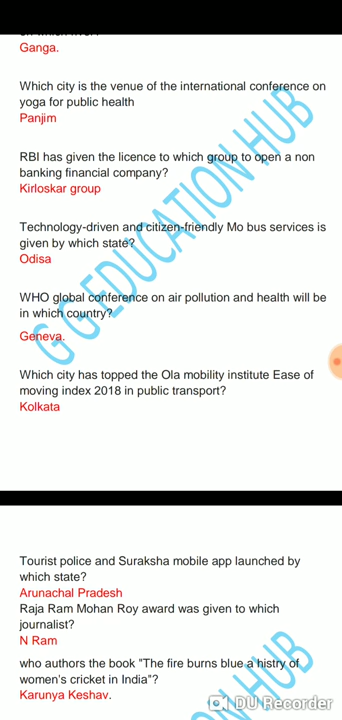 Ganga.
Which city is the venue of the international conference on
yoga for public health
Panjim
RBI has given the licence to which group to open a non
banking financial company?
Kirloskar group
Technology-driven and citizen-friendly Mo bus services is
given by which state?
Odisa
WHO global conference on air pollution and health will be
in which country?
Geneva.
Which city has topped the Ola mobility institute Ease of
moving index 2018 in public transport?
Kolkata
G G EDUCATION HUB
Tourist police and Suraksha mobile app launched by
which state?
Arunachal Pradesh
Raja Ram Mohan Roy award was given to which
journalist?
N Ram
who authors the book "The fire burns blue a histry of
women's cricket in India"?
Karunya Keshav.
HUB
DU Recorder